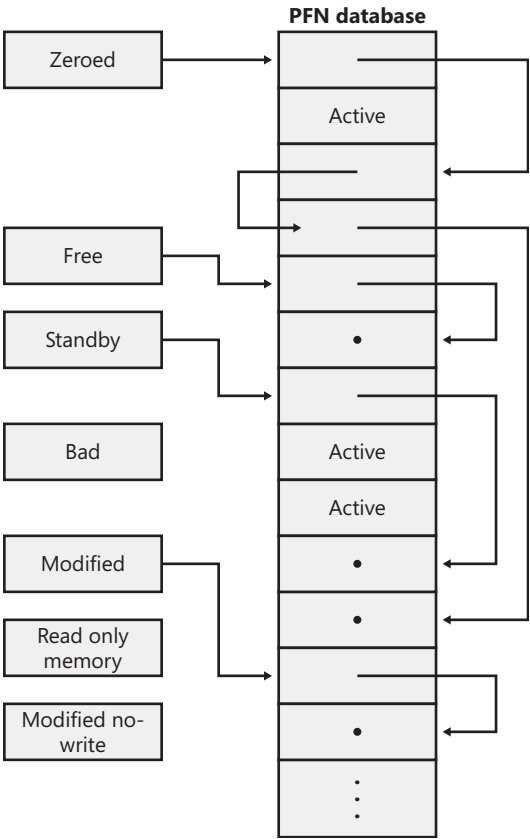 PFN database
Zeroed
Active
Free
Standby
Bad
Active
Active
Modified
Read only
memory
Modified no-
write